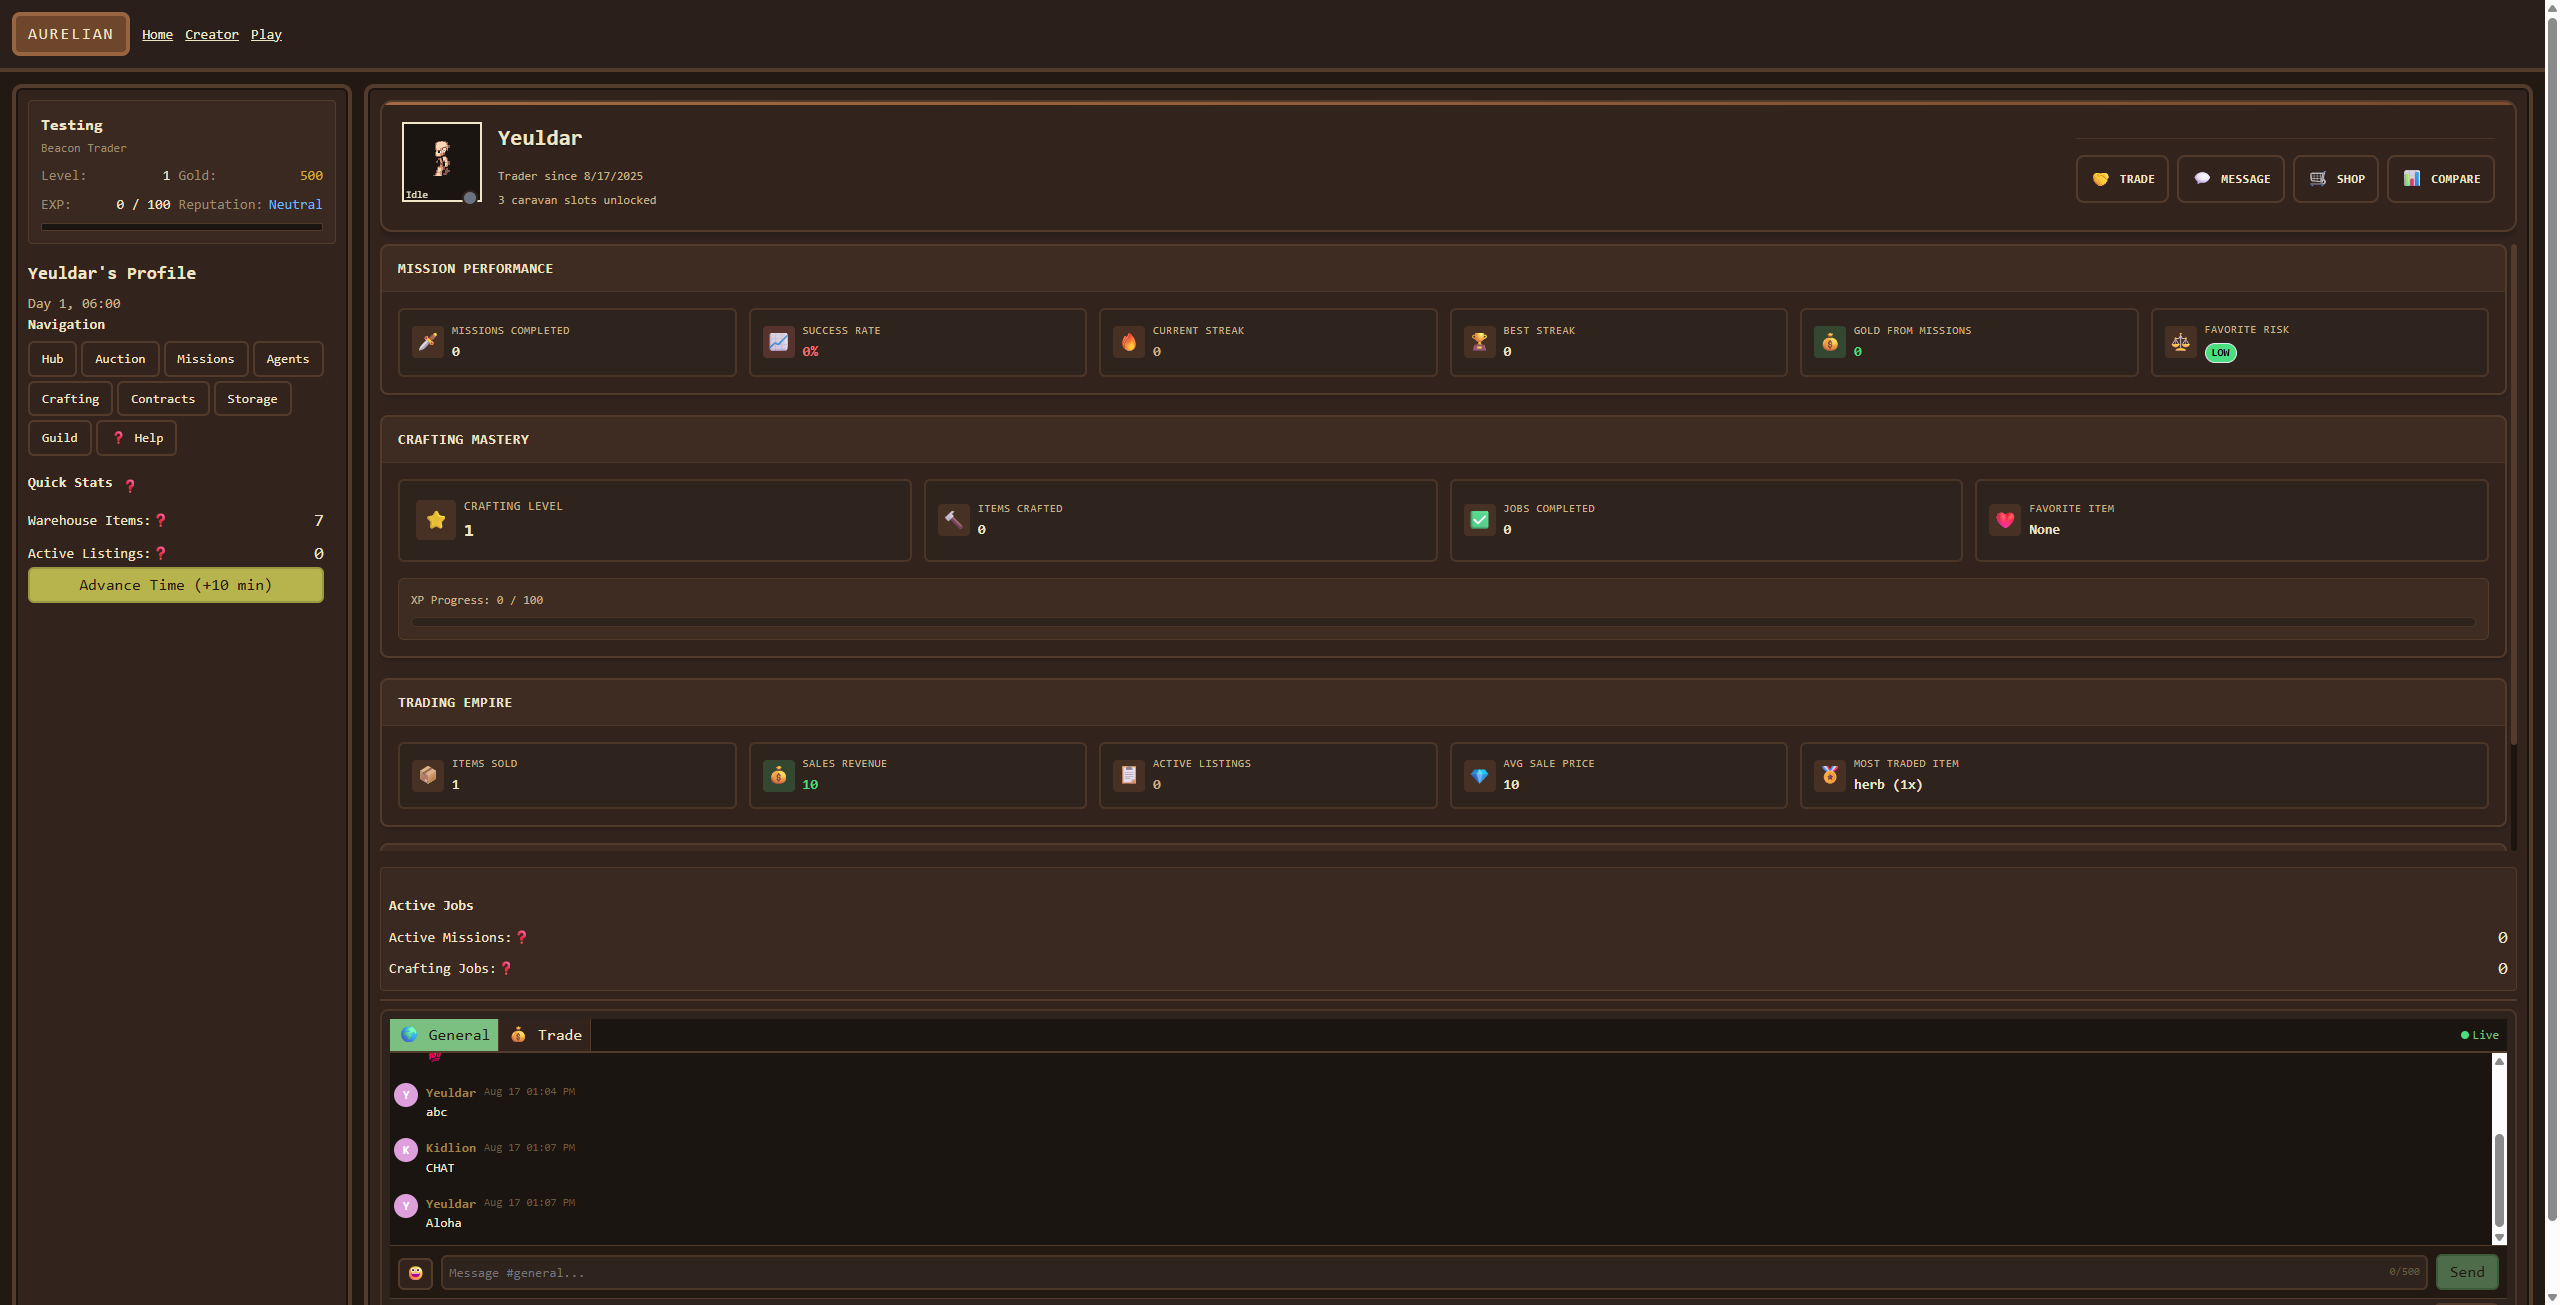 AURELIAN Home Creator Play
Testing
Beacon Trader
Level: 1 Gold: 500
EXP: 0 / 100 Reputation: Neutral
Yeuldar's Profile
Day 1, 06:00
Navigation
Hub Auction Missions Agents
Crafting Contracts Storage
Guild ❓ Help
Quick Stats ❓
Warehouse Items:❓ 7
Active Listings:❓ 0
Advance Time (+10 min)
Idle
Yeuldar
Trader since 8/17/2025
3 caravan slots unlocked
TRADE MESSAGE SHOP COMPARE
MISSION PERFORMANCE
MISSIONS COMPLETED
0
SUCCESS RATE
0%
CURRENT STREAK
0
BEST STREAK
0
GOLD FROM MISSIONS
0
FAVORITE RISK
LOW
CRAFTING MASTERY
CRAFTING LEVEL
1
ITEMS CRAFTED
0
JOBS COMPLETED
0
FAVORITE ITEM
None
XP Progress: 0 / 100
TRADING EMPIRE
ITEMS SOLD
1
SALES REVENUE
10
ACTIVE LISTINGS
0
AVG SALE PRICE
10
MOST TRADED ITEM
herb (1x)
Active Jobs
Active Missions:❓ 0
Crafting Jobs:❓ 0
General Trade Live
Y Yeuldar Aug 17 01:04 PM
abc
K Kidlion Aug 17 01:07 PM
CHAT
Y Yeuldar Aug 17 01:07 PM
Aloha
Message #general... 0/500 Send